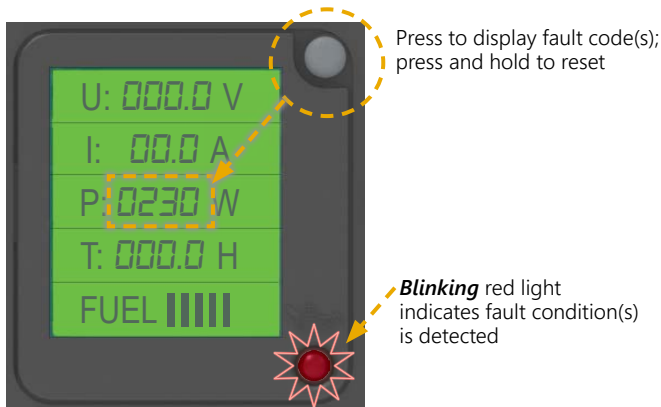 Press to display fault code(s);
press and hold to reset
U: 000.0 V
I: 00.0 A
P: 0230 W
T: 000.0 H
FUEL
Blinking red light
indicates fault condition(s)
is detected